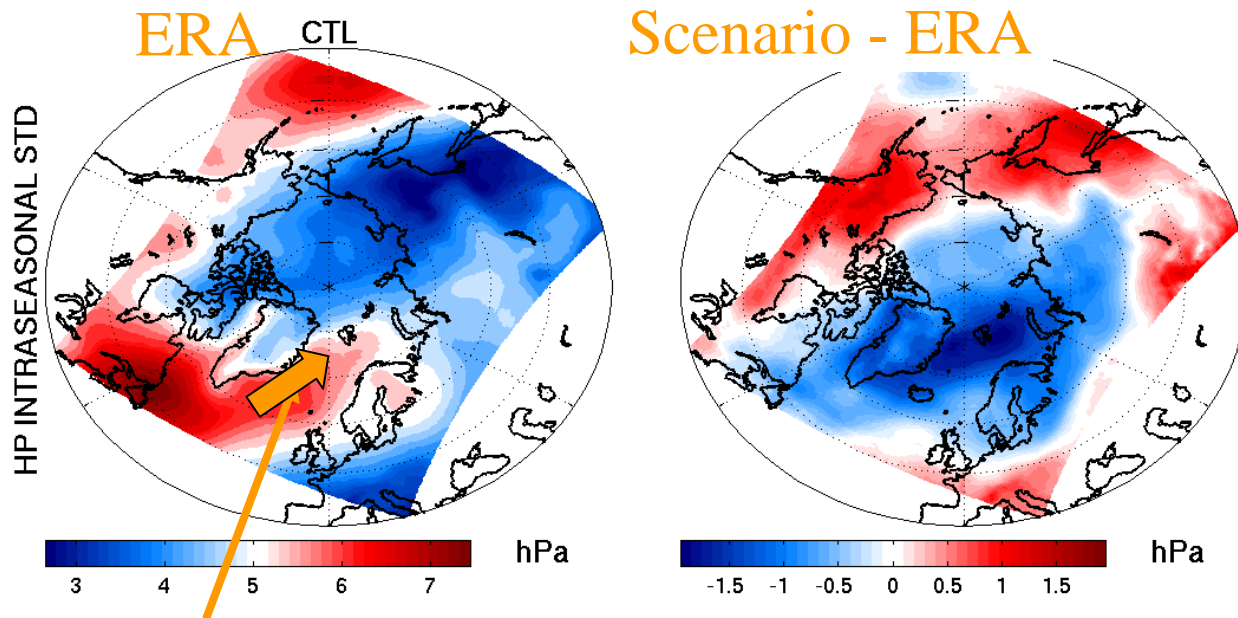 ERA
CTL
Scenario - ERA
HP INTRASEASONAL STD
3 4 5 6 7
hPa
-1.5 -1 -0.5 0 0.5 1 1.5
hPa